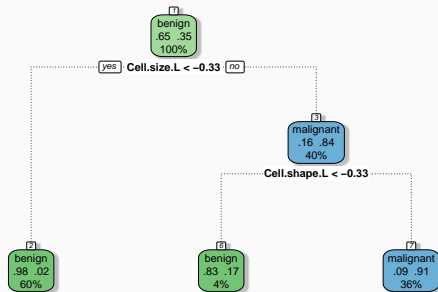 1
benign
.65 .35
100%
yes Cell.size.L < −0.33 no
3
malignant
.16 .84
40%
Cell.shape.L < −0.33
2
benign
.98 .02
60%
6
benign
.83 .17
4%
7
malignant
.09 .91
36%